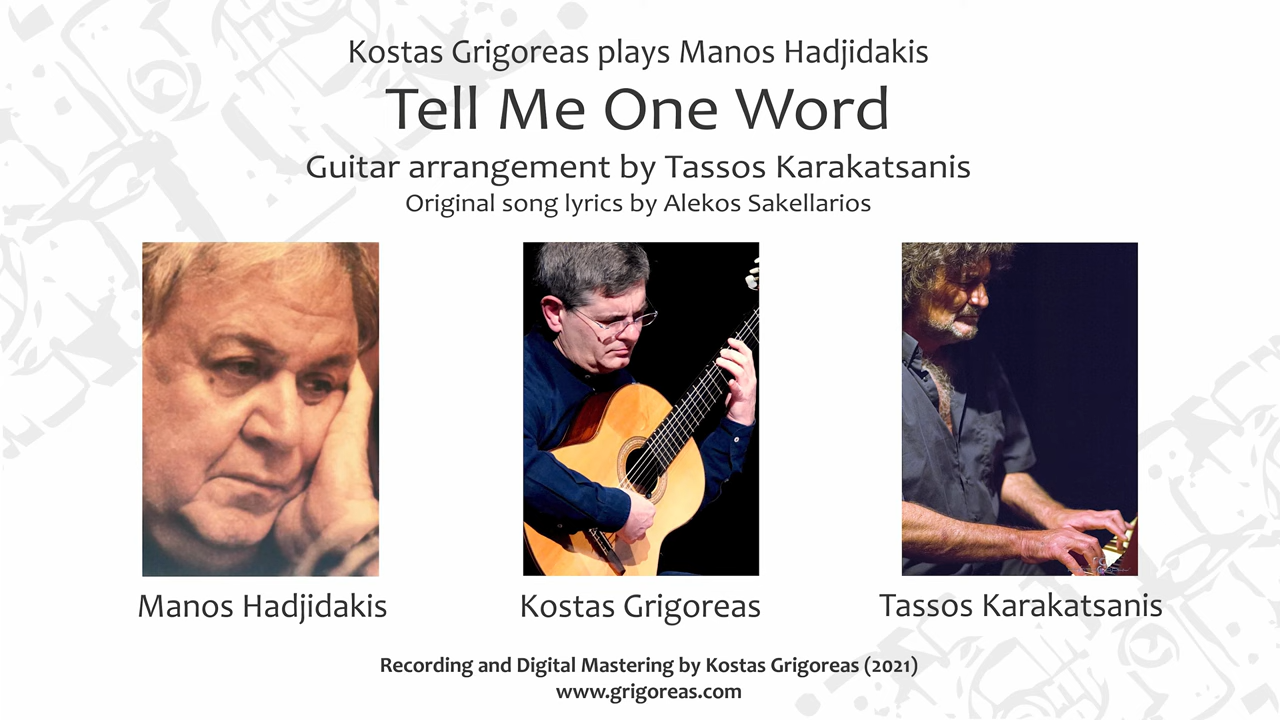 Kostas Grigoreas plays Manos Hadjidakis
Tell Me One Word
Guitar arrangement by Tassos Karakatsanis
Original song lyrics by Alekos Sakellarios
Manos Hadjidakis
Kostas Grigoreas
Tassos Karakatsanis
Recording and Digital Mastering by Kostas Grigoreas (2021)
www.grigoreas.com